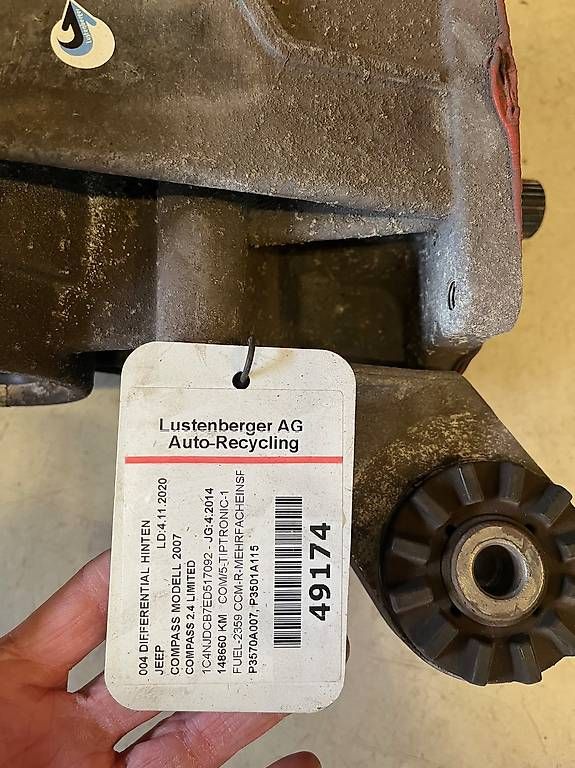 Lustenberger AG
Auto-Recycling
004 DIFFERENTIAL HINTEN
JEEP LD:4.11.2020
COMPASS MODELL 2007
COMPASS 2.4 LIMITED
1C4NJDCB7ED517092 - JG:4.2014
148660 KM COM/5-TIPTRONIC-1
FUEL-2359 CCM-R-MEHRFACHEINSF
P3570A007, P3501A115
49174